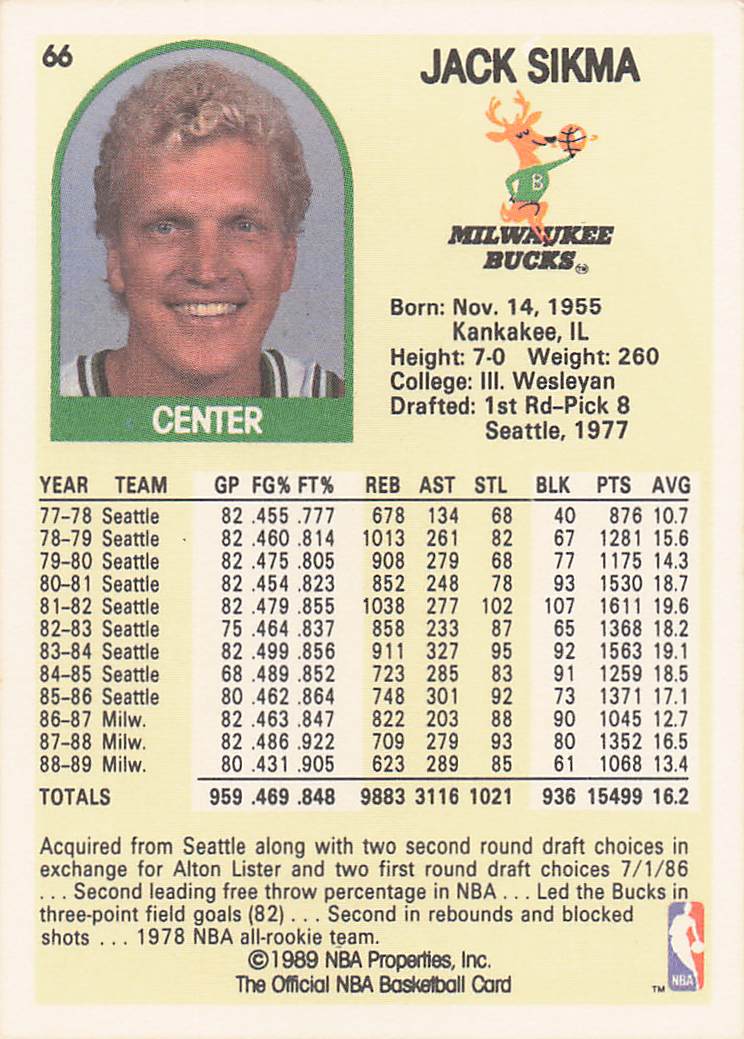 66
JACK SIKMA
B
MILWAUKEE
BUCKS TM
Born: Nov. 14, 1955
Kankakee, IL
Height: 7-0 Weight: 260
College: Ill. Wesleyan
Drafted: 1st Rd-Pick 8
Seattle, 1977
CENTER
YEAR TEAM GP FG% FT% REB AST STL BLK PTS AVG
77-78 Seattle 82 .455 .777 678 134 68 40 876 10.7
78-79 Seattle 82 .460 .814 1013 261 82 67 1281 15.6
79-80 Seattle 82 .475 .805 908 279 68 77 1175 14.3
80-81 Seattle 82 .454 .823 852 248 78 93 1530 18.7
81-82 Seattle 82 .479 .855 1038 277 102 107 1611 19.6
82-83 Seattle 75 .464 .837 858 233 87 65 1368 18.2
83-84 Seattle 82 .499 .856 911 327 95 92 1563 19.1
84-85 Seattle 68 .489 .852 723 285 83 91 1259 18.5
85-86 Seattle 80 .462 .864 748 301 92 73 1371 17.1
86-87 Milw. 82 .463 .847 822 203 88 90 1045 12.7
87-88 Milw. 82 .486 .922 709 279 93 80 1352 16.5
88-89 Milw. 80 .431 .905 623 289 85 61 1068 13.4
TOTALS 959 .469 .848 9883 3116 1021 936 15499 16.2
Acquired from Seattle along with two second round draft choices in
exchange for Alton Lister and two first round draft choices 7/1/86
... Second leading free throw percentage in NBA ... Led the Bucks in
three-point field goals (82) ... Second in rebounds and blocked
shots ... 1978 NBA all-rookie team.
©1989 NBA Properties, Inc.
The Official NBA Basketball Card
TM NBA